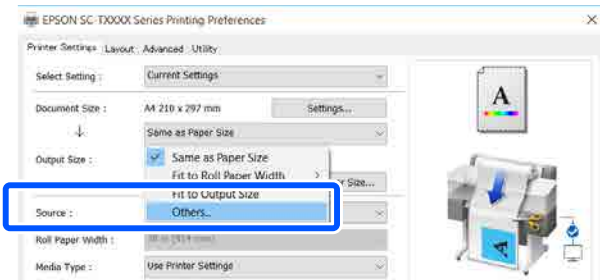 EPSON SC-TXXXX Series Printing Preferences
Printer Settings Layout Advanced Utility
Select Setting : Current Settings
Document Size : A4 210 x 297 mm Settings...
Same as Paper Size
Output Size : Same as Paper Size
Fit to Roll Paper Width
Size...
Fit to Output Size
Source : Others...
Roll Paper Width :
Media Type : Use Printer Settings
A
A